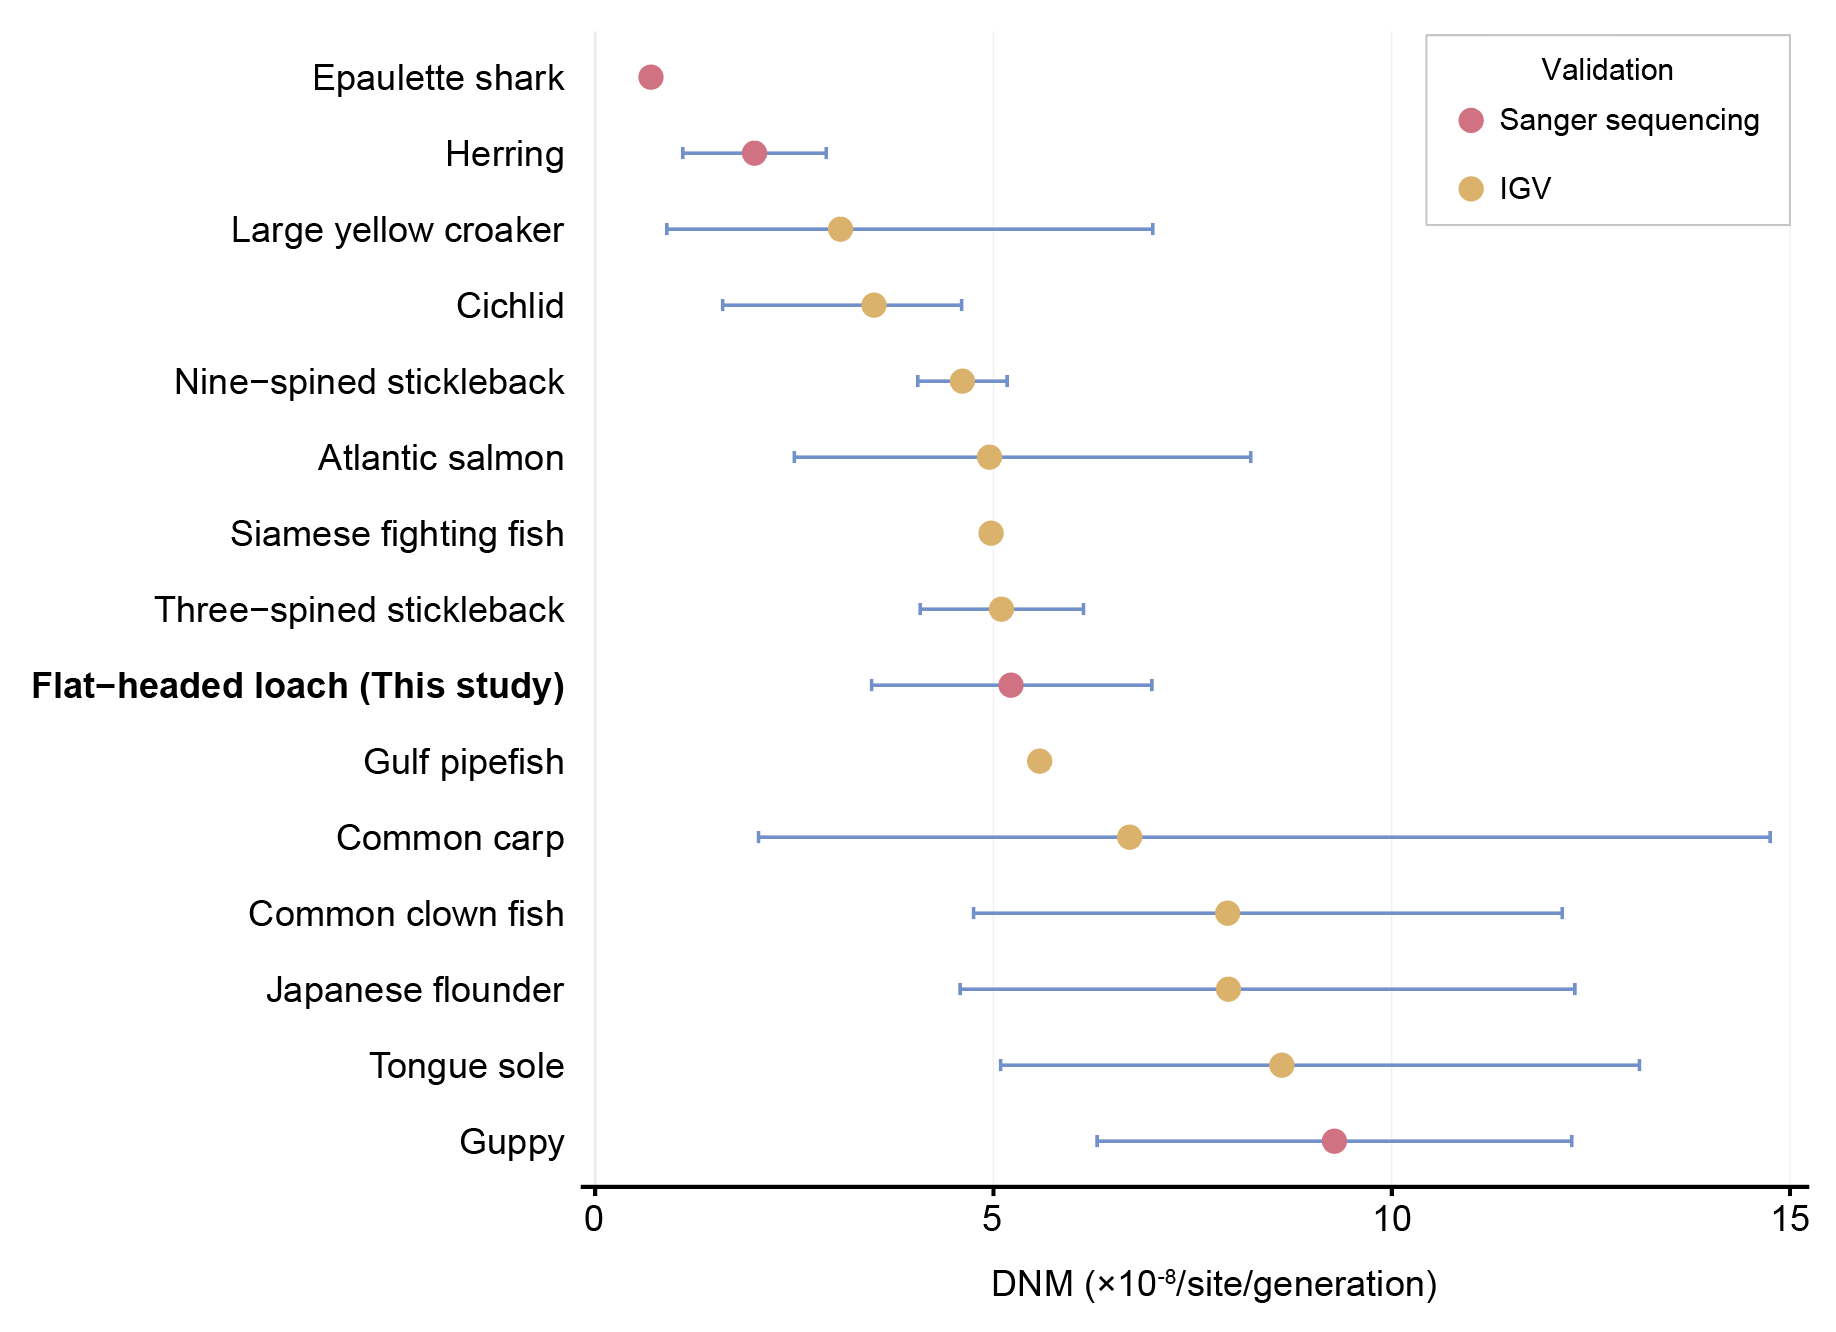 Validation
Sanger sequencing
IGV
Epaulette shark
Herring
Large yellow croaker
Cichlid
Nine−spined stickleback
Atlantic salmon
Siamese fighting fish
Three−spined stickleback
Flat−headed loach (This study)
Gulf pipefish
Common carp
Common clown fish
Japanese flounder
Tongue sole
Guppy
0 5 10 15
DNM (×10⁻⁸/site/generation)